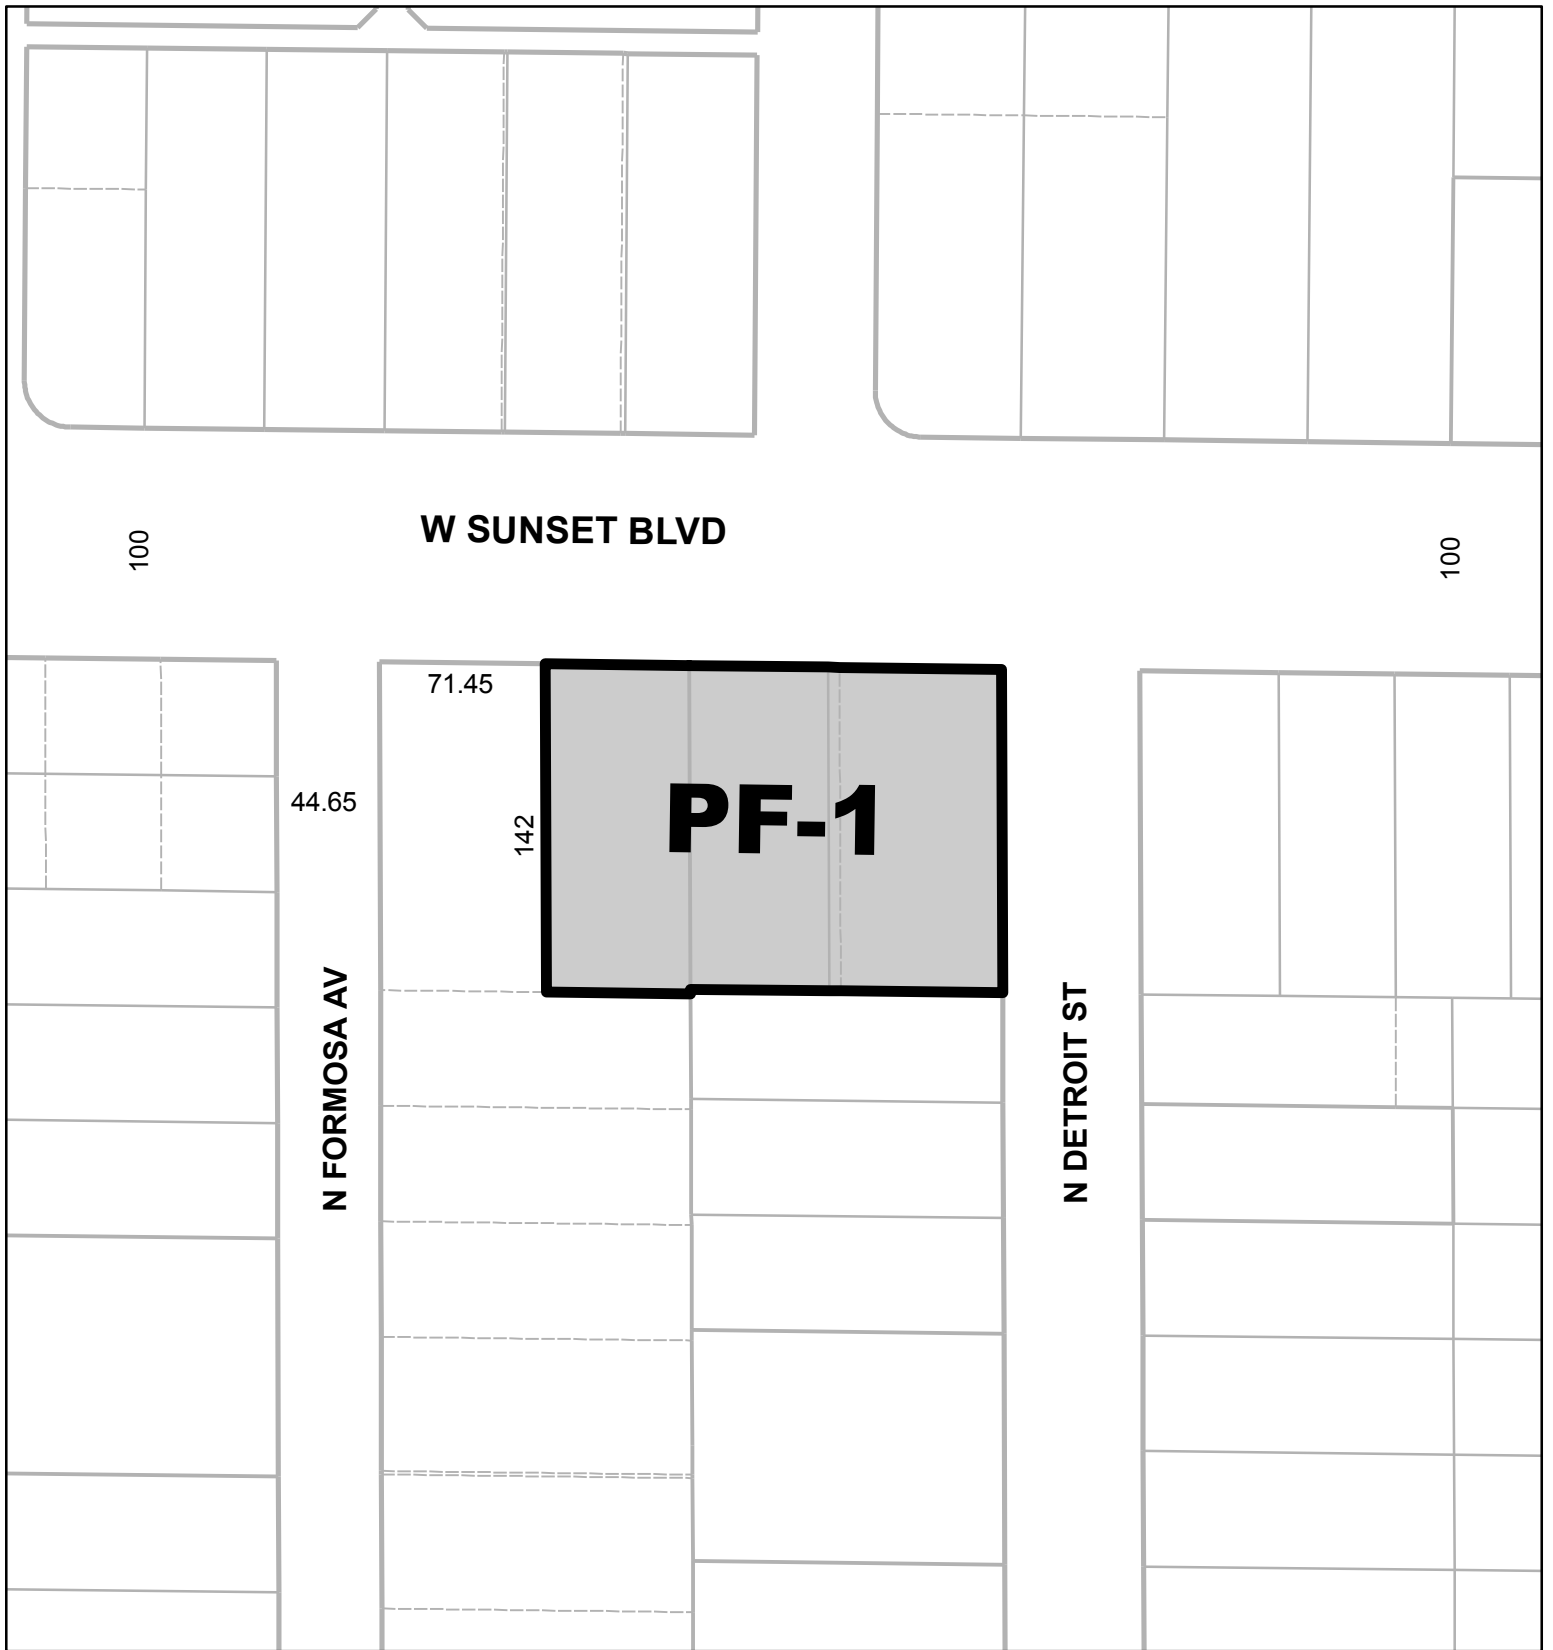 W SUNSET BLVD
100
100
71.45
44.65
142
PF-1
N FORMOSA AV
N DETROIT ST